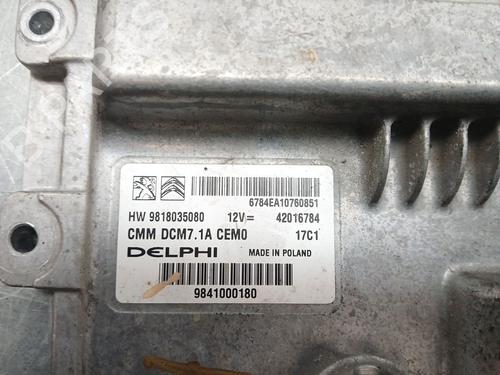 6784EA10760851
HW 9818035080 12V= 42016784
CMM DCM7.1A CEM0 17C1
DELPHI MADE IN POLAND
9841000180